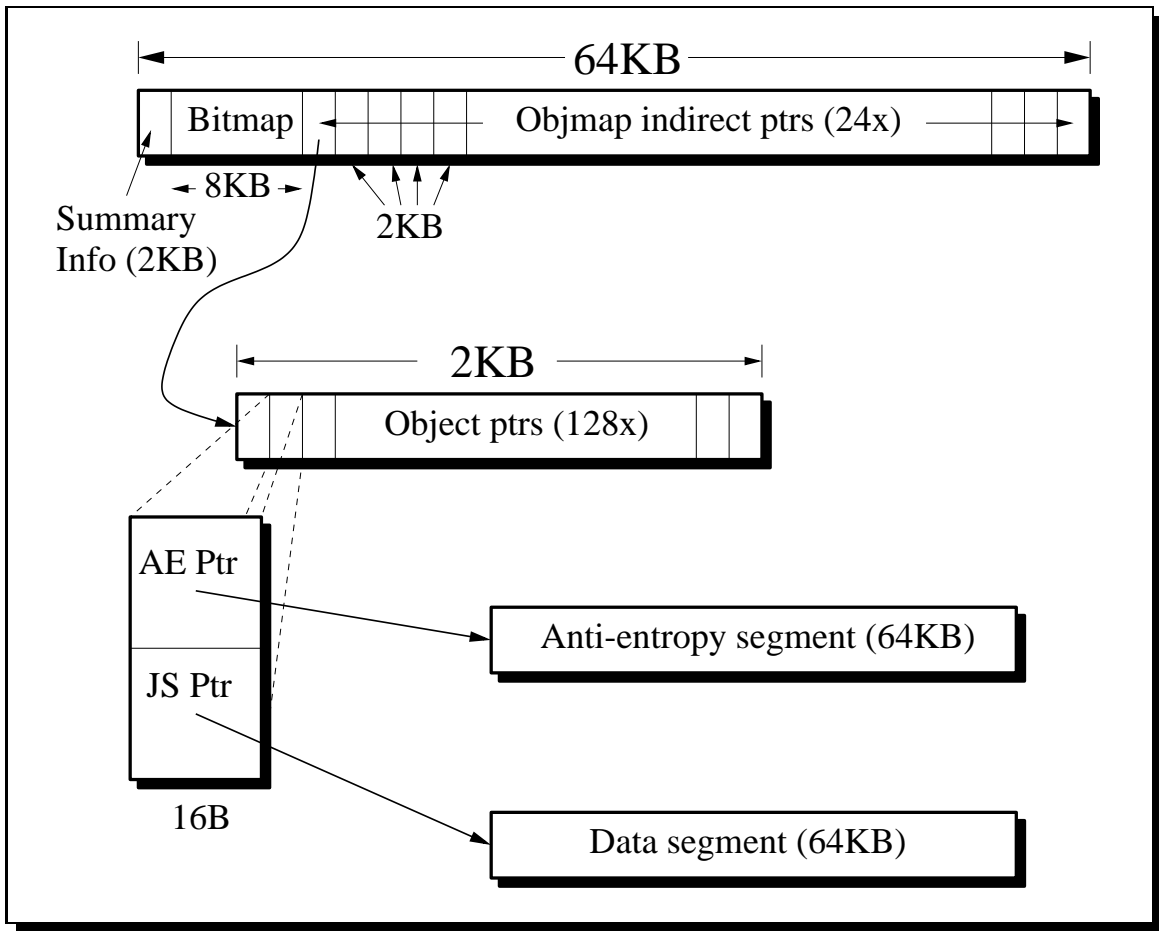 64KB
Bitmap
Objmap indirect ptrs (24x)
8KB
2KB
Summary
Info (2KB)
2KB
Object ptrs (128x)
AE Ptr
Anti-entropy segment (64KB)
JS Ptr
16B
Data segment (64KB)